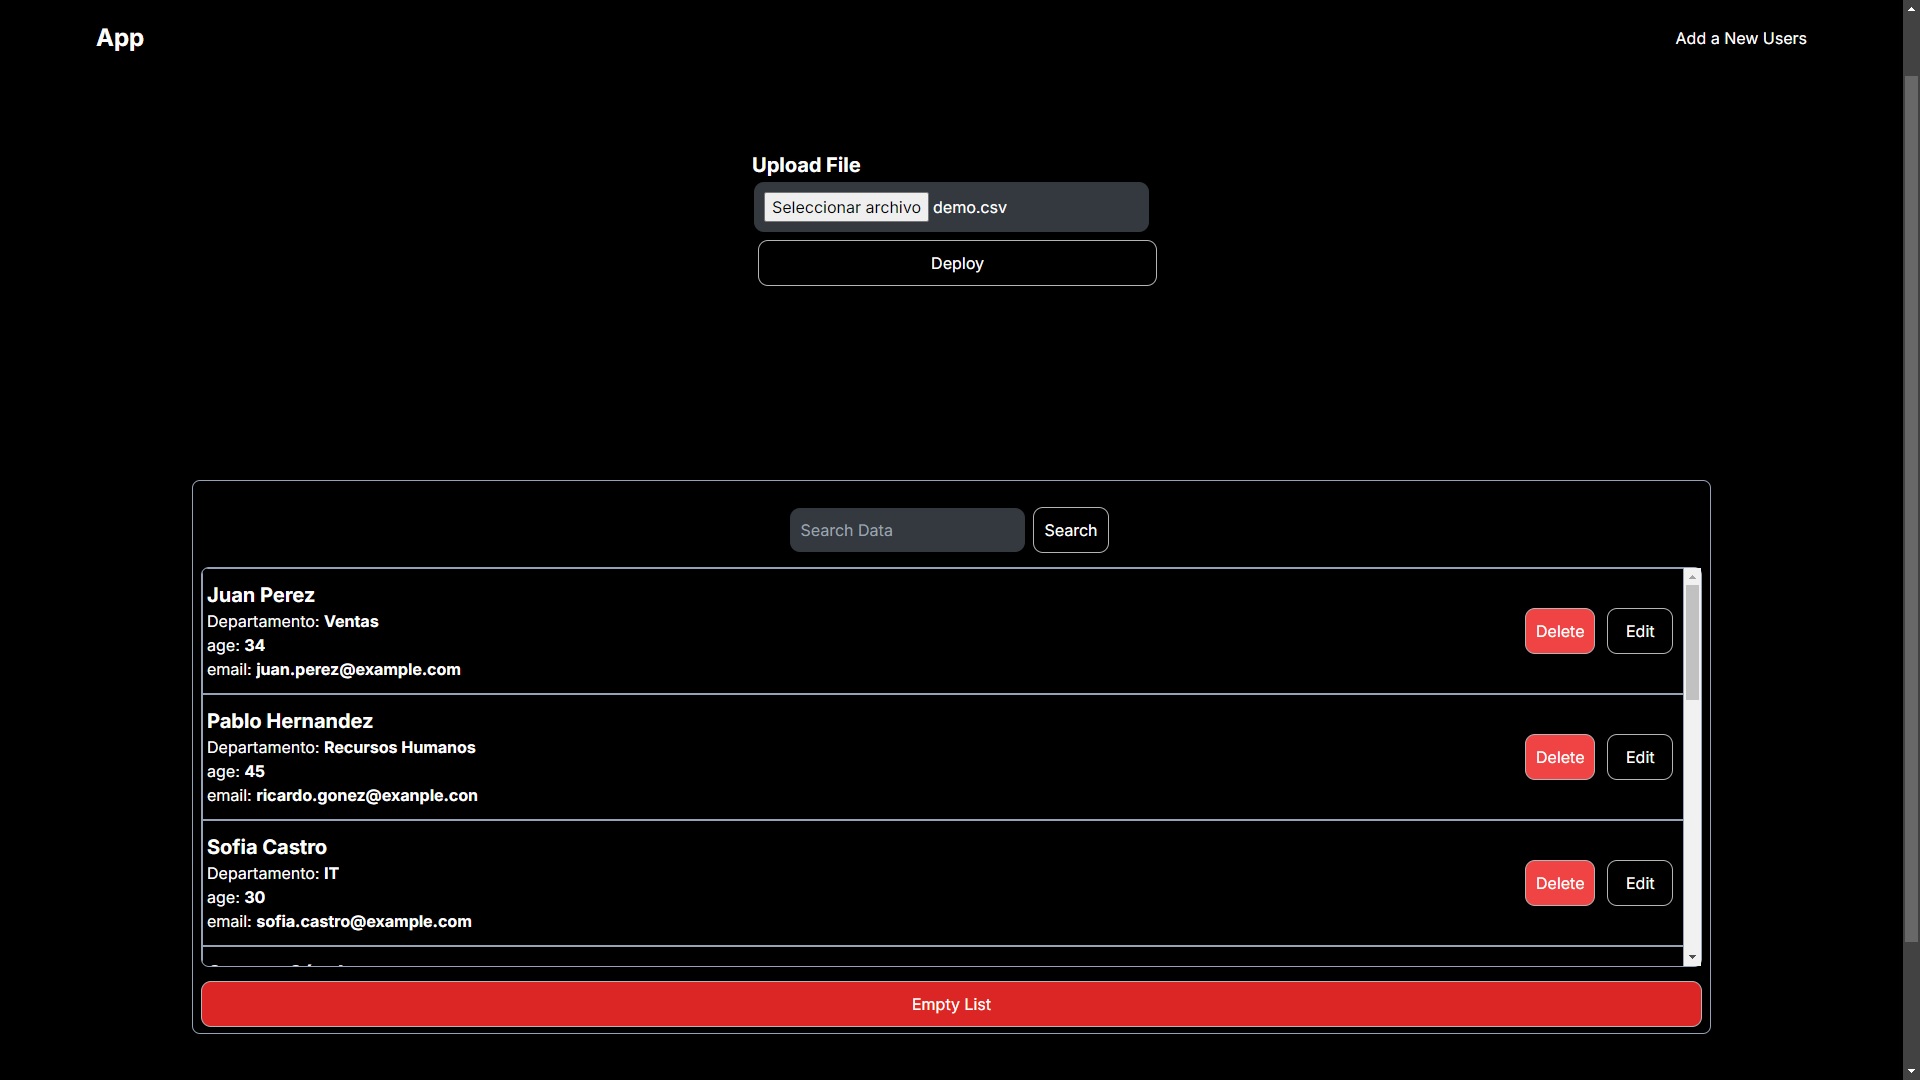 App
Add a New Users
Upload File
Seleccionar archivo demo.csv
Deploy
Search Data
Search
Juan Perez
Departamento: Ventas
age: 34
email: juan.perez@example.com
Delete
Edit
Pablo Hernandez
Departamento: Recursos Humanos
age: 45
email: ricardo.gonez@exanple.con
Delete
Edit
Sofia Castro
Departamento: IT
age: 30
email: sofia.castro@example.com
Delete
Edit
Empty List